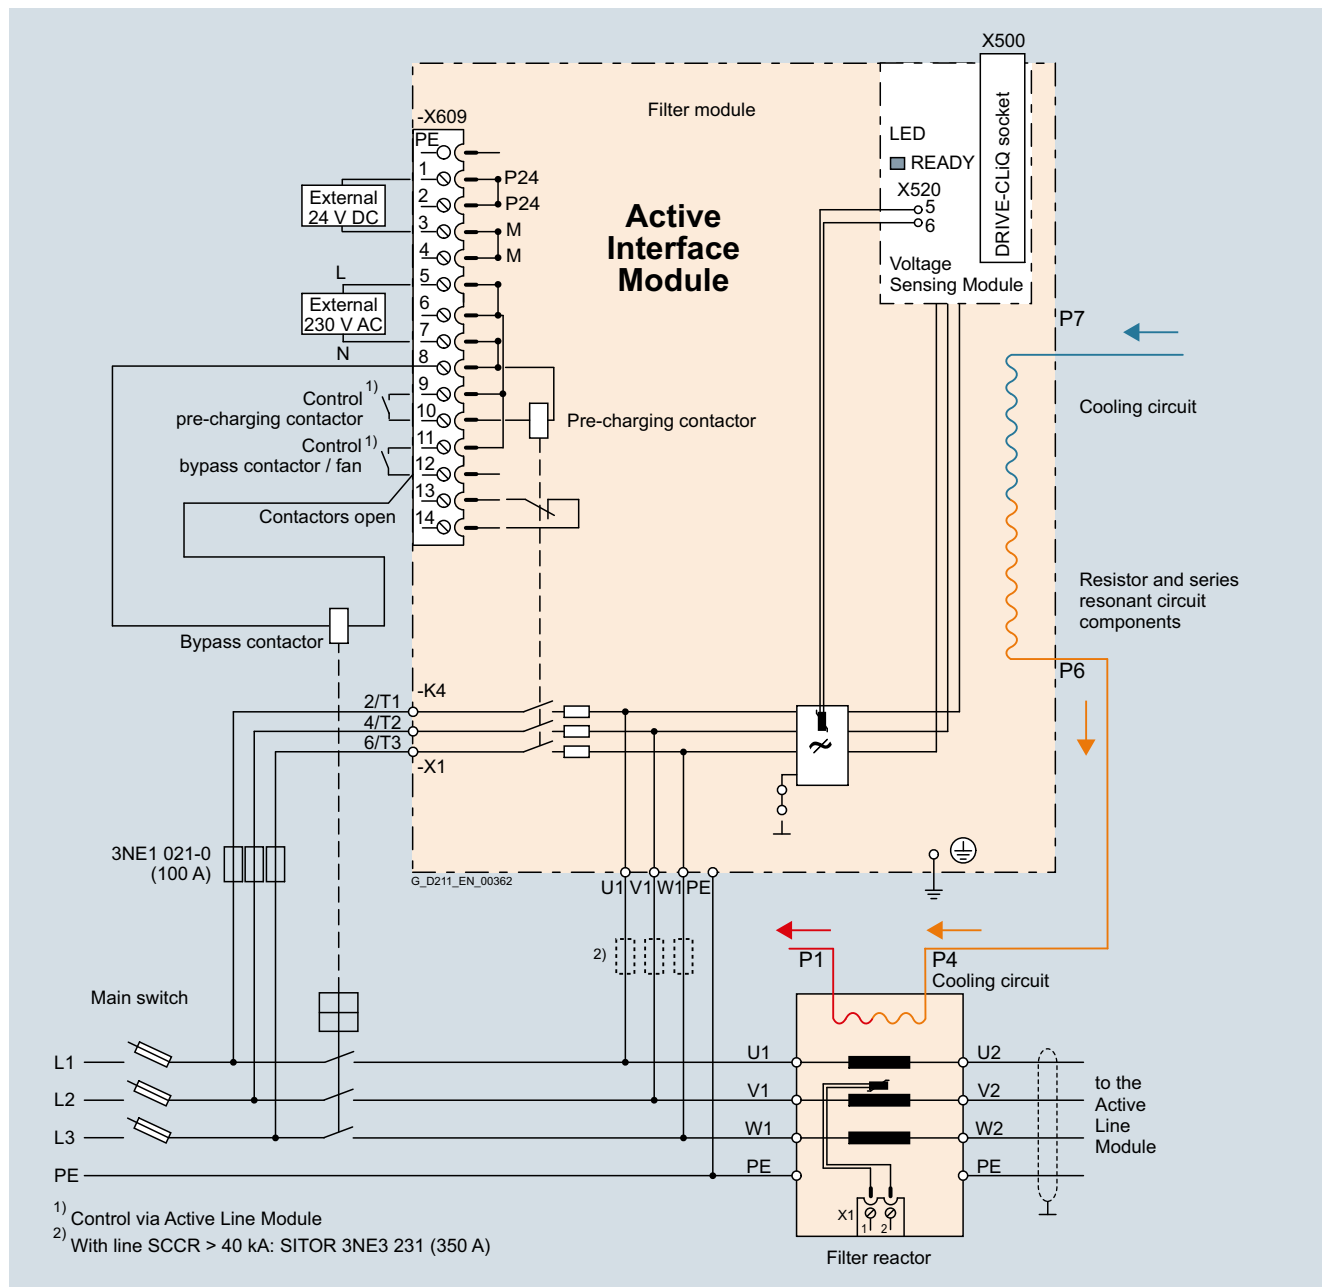 X500
-X609
Filter module
PE
LED
READY
DRIVE-CLiQ socket
1
P24
External
24 V DC
2
P24
X520
5
6
3
M
Active
Interface
Module
4
M
Voltage
Sensing Module
L
5
External
230 V AC
6
7
P7
N
8
Control 1)
pre-charging contactor
9
10
Pre-charging contactor
Cooling circuit
Control 1)
bypass contactor / fan
11
12
13
Contactors open
14
Resistor and series
resonant circuit
components
Bypass contactor
P6
-K4
2/T1
4/T2
6/T3
-X1
3NE1 021-0
(100 A)
G_D211_EN_00362
U1 V1 W1 PE
2)
P1
P4
Cooling circuit
Main switch
L1
U1
U2
L2
V1
V2
to the
Active
Line
Module
L3
W1
W2
PE
PE
PE
X1
1
2
1) Control via Active Line Module
2) With line SCCR > 40 kA: SITOR 3NE3 231 (350 A)
Filter reactor